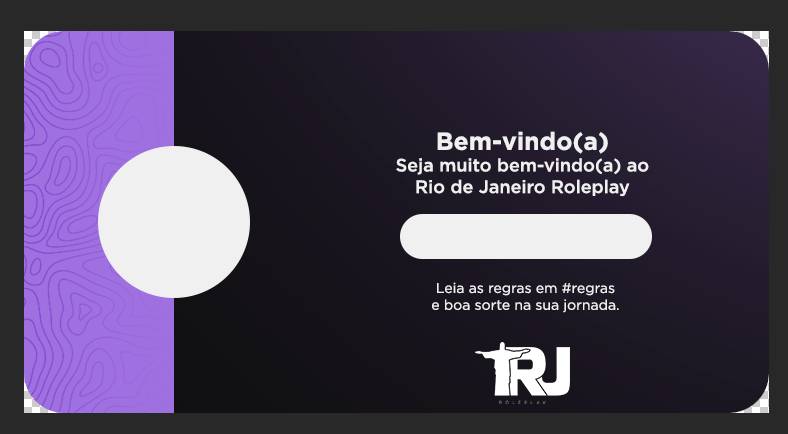 Bem-vindo(a)
Seja muito bem-vindo(a) ao
Rio de Janeiro Roleplay
Leia as regras em #regras
e boa sorte na sua jornada.
RJ
ROLEPLAY